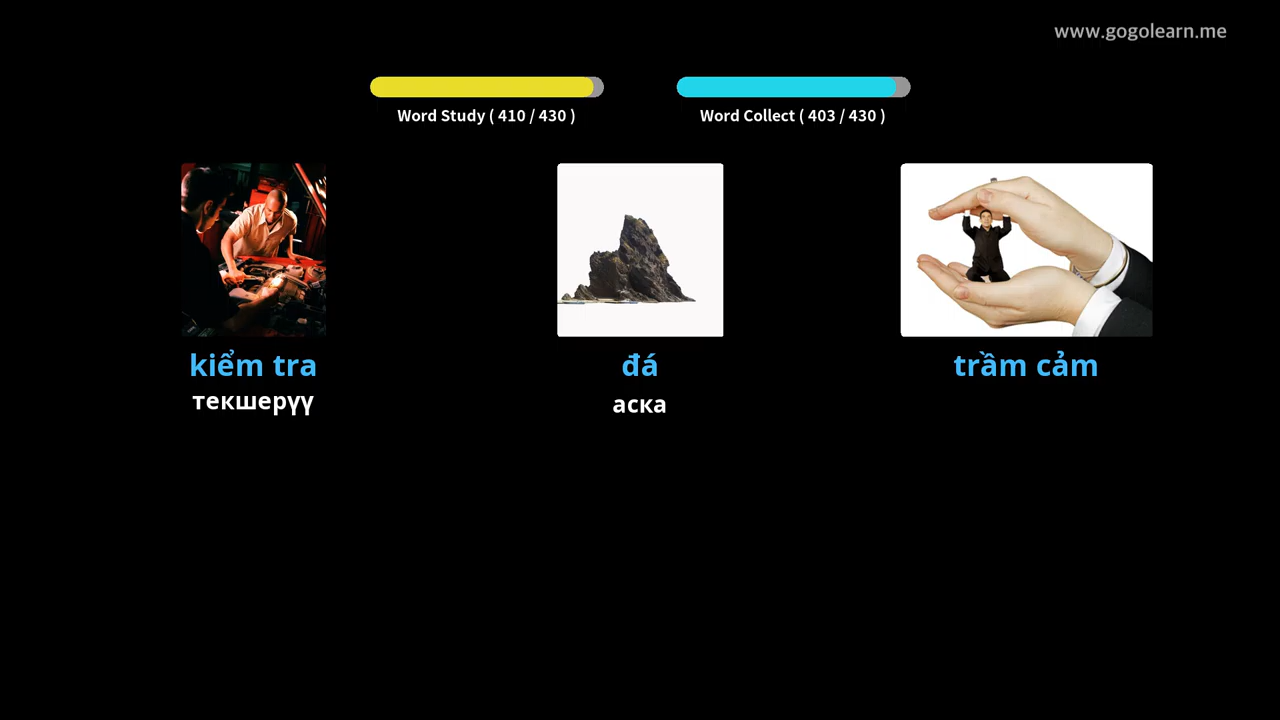 www.gogolearn.me
Word Study ( 410 / 430 )
Word Collect ( 403 / 430 )
kiểm tra
текшерүү
đá
аска
trầm cảm